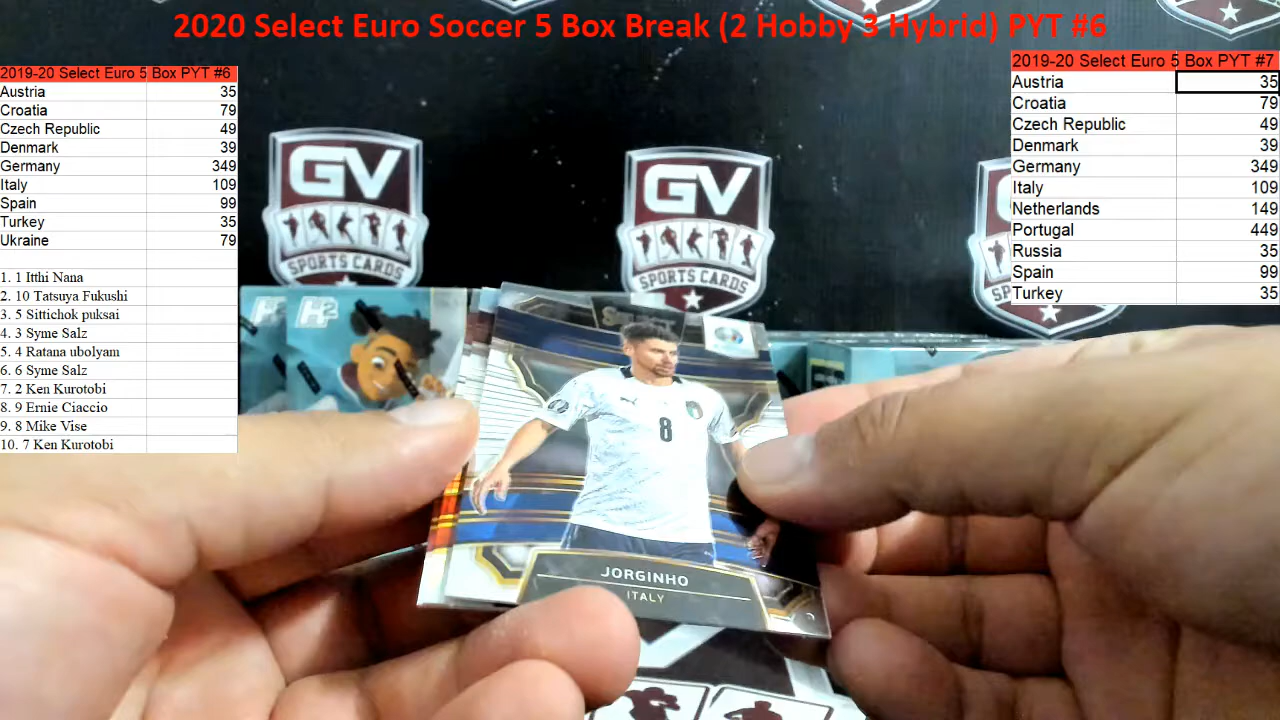 2020 Select Euro Soccer 5 Box Break (2 Hobby 3 Hybrid) PYT #6
2019-20 Select Euro 5 Box PYT #6
Austria 35
Croatia 79
Czech Republic 49
Denmark 39
Germany 349
Italy 109
Spain 99
Turkey 35
Ukraine 79
1. 1 Itthi Nana
2. 10 Tatsuya Fukushi
3. 5 Sittichok puksai
4. 3 Syme Salz
5. 4 Ratana ubolyam
6. 6 Syme Salz
7. 2 Ken Kurotobi
8. 9 Ernie Ciaccio
9. 8 Mike Vise
10. 7 Ken Kurotobi
2019-20 Select Euro 5 Box PYT #7
Austria 35
Croatia 79
Czech Republic 49
Denmark 39
Germany 349
Italy 109
Netherlands 149
Portugal 449
Russia 35
Spain 99
Turkey 35
GV
SPORTS CARDS
GV
SPORTS CARDS
H2
8
JORGINHO
ITALY